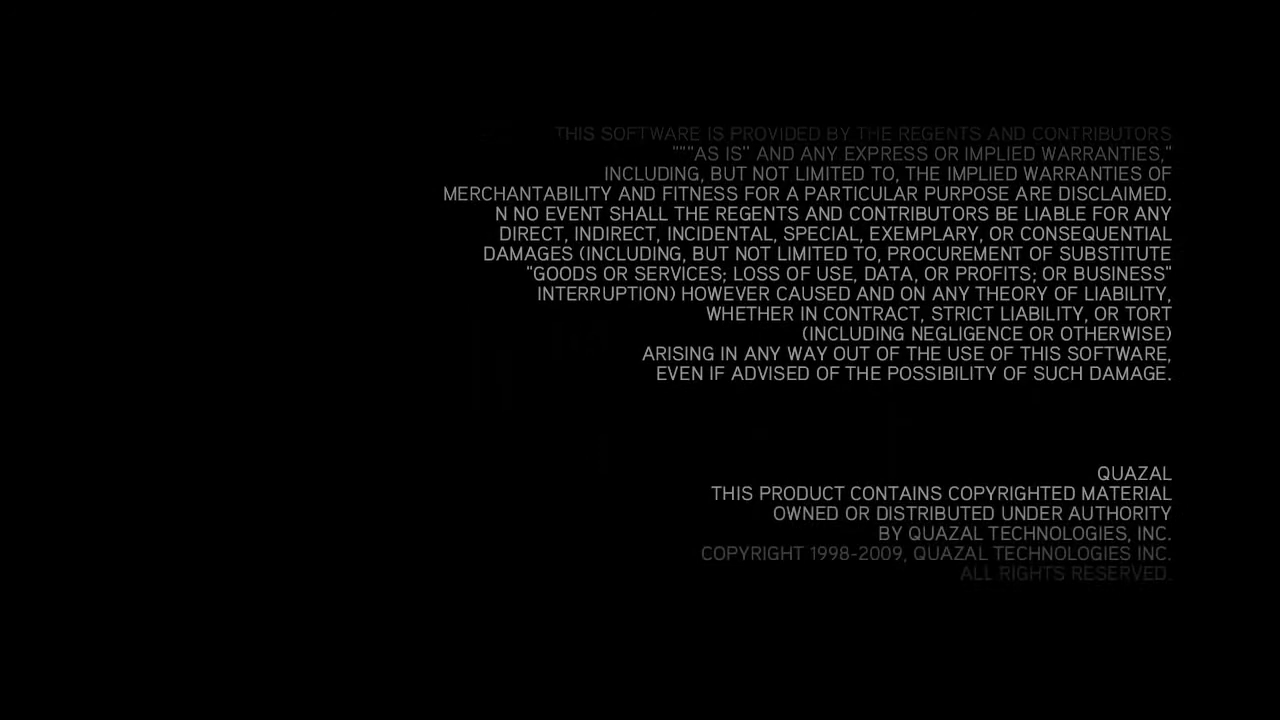 THIS SOFTWARE IS PROVIDED BY THE REGENTS AND CONTRIBUTORS
"""AS IS" AND ANY EXPRESS OR IMPLIED WARRANTIES,"
INCLUDING, BUT NOT LIMITED TO, THE IMPLIED WARRANTIES OF
MERCHANTABILITY AND FITNESS FOR A PARTICULAR PURPOSE ARE DISCLAIMED.
N NO EVENT SHALL THE REGENTS AND CONTRIBUTORS BE LIABLE FOR ANY
DIRECT, INDIRECT, INCIDENTAL, SPECIAL, EXEMPLARY, OR CONSEQUENTIAL
DAMAGES (INCLUDING, BUT NOT LIMITED TO, PROCUREMENT OF SUBSTITUTE
"GOODS OR SERVICES; LOSS OF USE, DATA, OR PROFITS; OR BUSINESS"
INTERRUPTION) HOWEVER CAUSED AND ON ANY THEORY OF LIABILITY,
WHETHER IN CONTRACT, STRICT LIABILITY, OR TORT
(INCLUDING NEGLIGENCE OR OTHERWISE)
ARISING IN ANY WAY OUT OF THE USE OF THIS SOFTWARE,
EVEN IF ADVISED OF THE POSSIBILITY OF SUCH DAMAGE.
QUAZAL
THIS PRODUCT CONTAINS COPYRIGHTED MATERIAL
OWNED OR DISTRIBUTED UNDER AUTHORITY
BY QUAZAL TECHNOLOGIES, INC.
COPYRIGHT 1998-2009, QUAZAL TECHNOLOGIES INC.
ALL RIGHTS RESERVED.